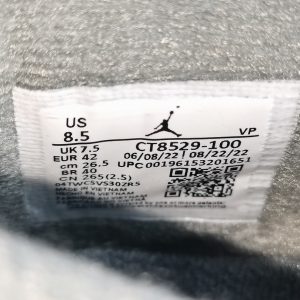 US
8.5
VP
UK 7.5
EUR 42
cm 26.5
BR 40
CN 265(2.5)
04TWC5VS302R5
CT8529-100
06/08/22 | 08/22/22
UPC 00196153201651
MADE IN VIETNAM